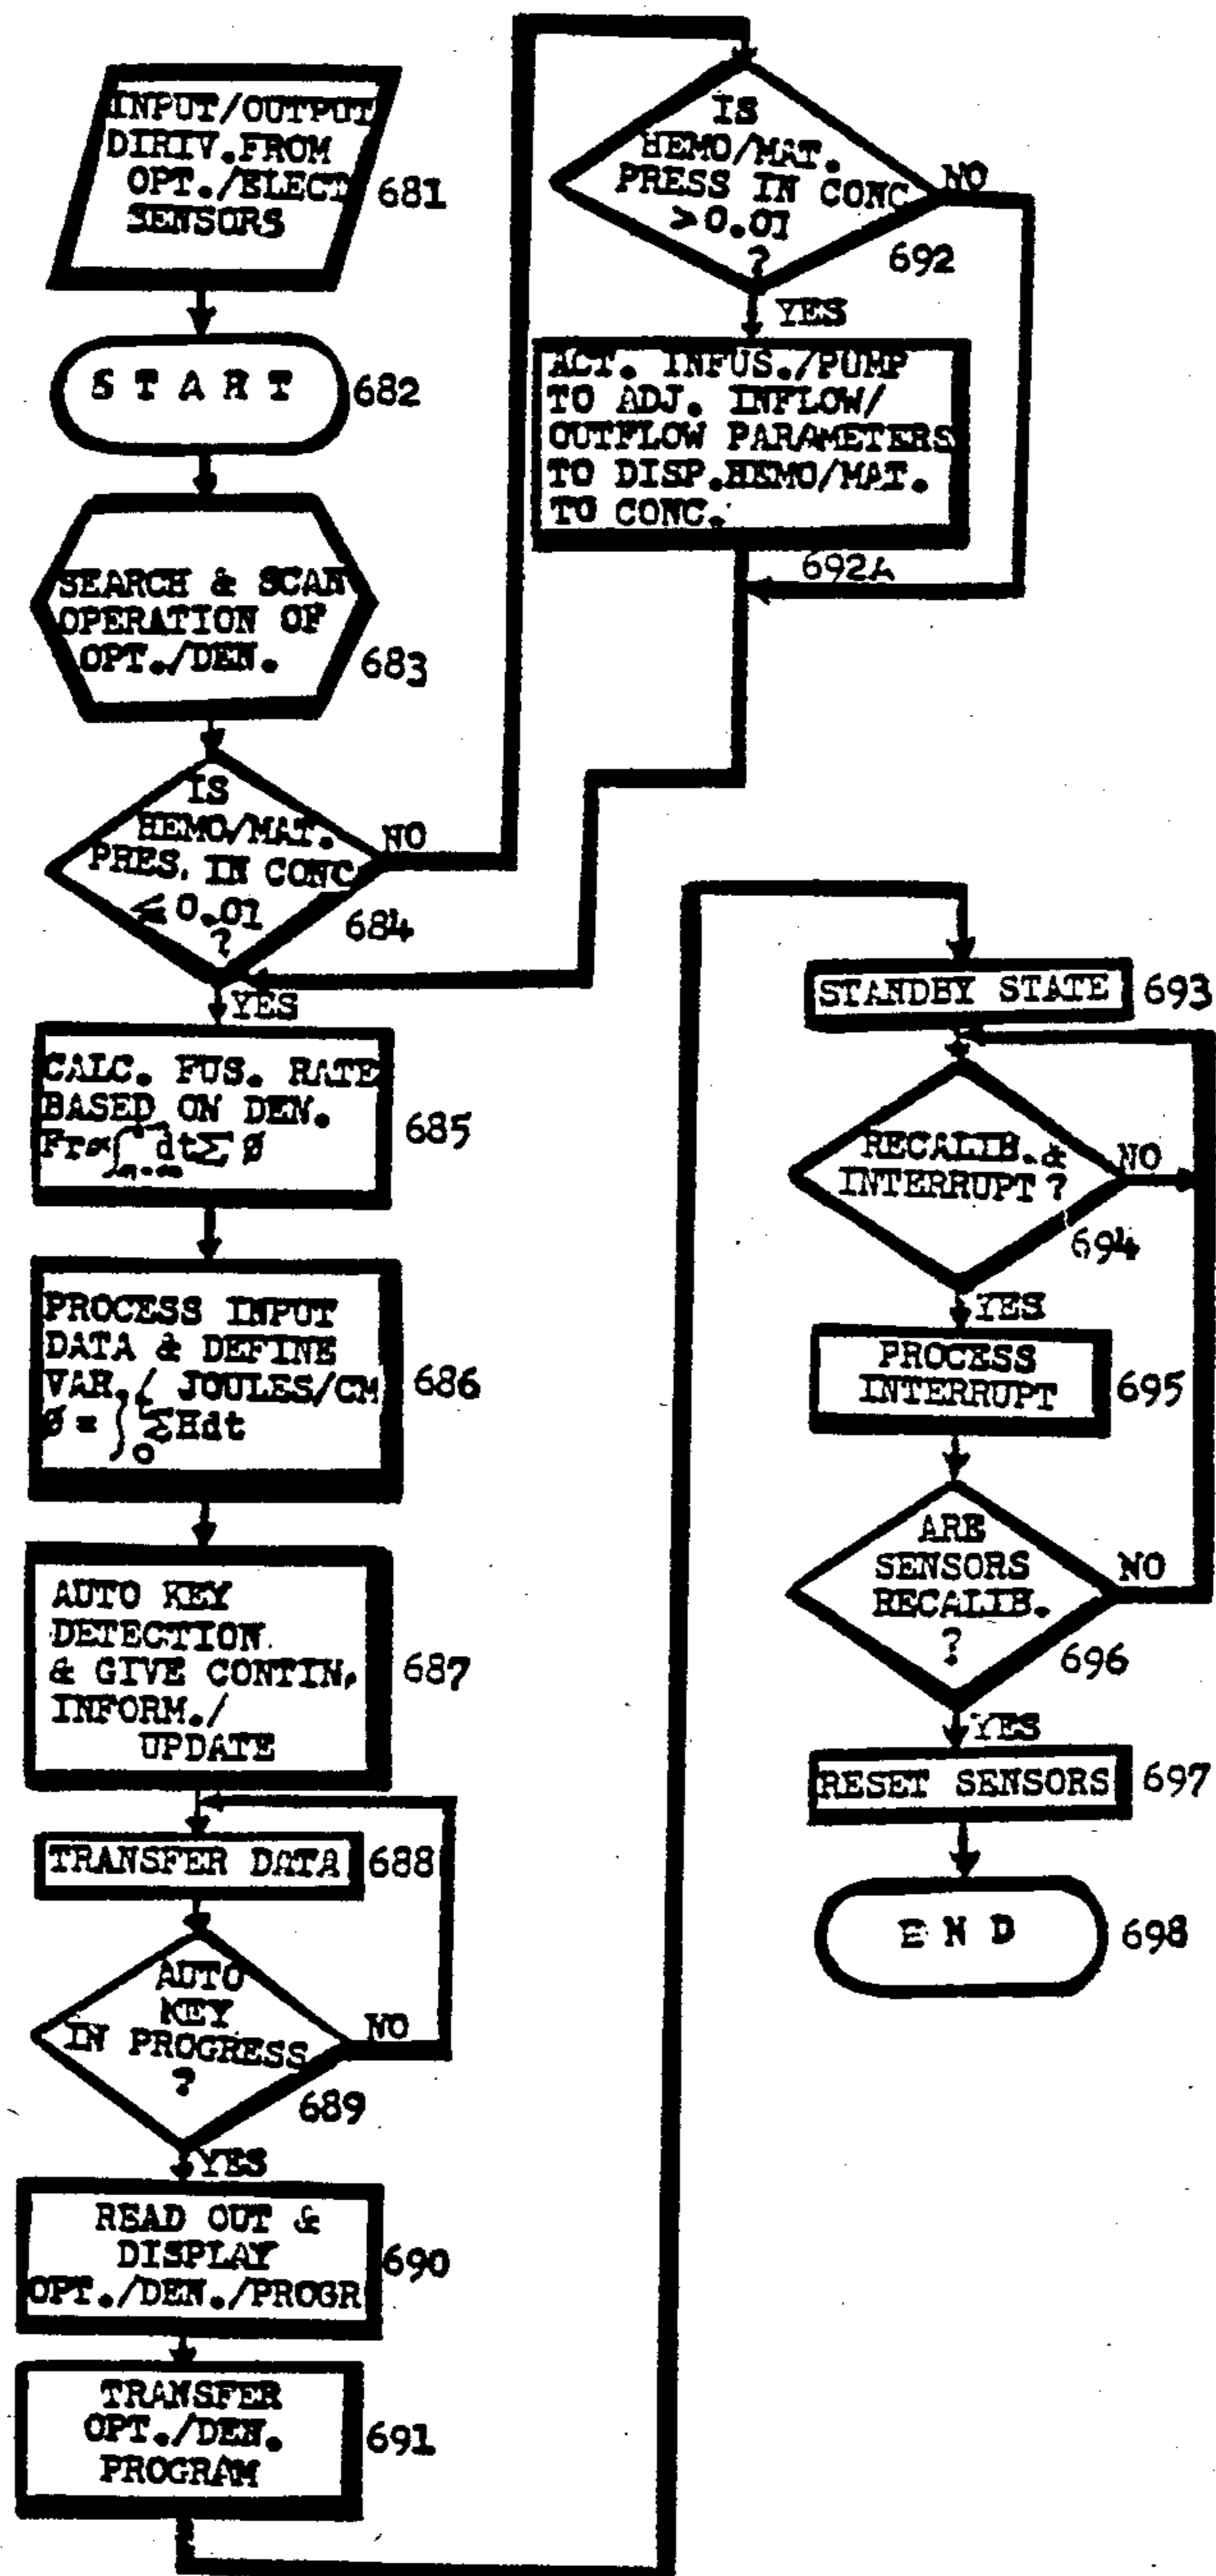 INPUT/OUTPUT
DIRIV.FROM
OPT./ELECT
SENSORS
681
S T A R T
682
SEARCH & SCAN
OPERATION OF
OPT./DEN.
683
IS
HEMO/MAT.
PRES. IN CONC
≤0.01
?
684
NO
YES
CALC. FUS. RATE
BASED ON DEN.
685
PROCESS INPUT
DATA & DEFINE
VAR./ JOULES/CM
Ø = ∫₀ᵗ ΣHdt
686
AUTO KEY
DETECTION
& GIVE CONTIN.
INFORM./
UPDATE
687
TRANSFER DATA
688
AUTO
KEY
IN PROGRESS
?
689
NO
YES
READ OUT &
DISPLAY
OPT./DEN./PROGR
690
TRANSFER
OPT./DEN.
PROGRAM
691
IS
HEMO/MAT.
PRESS IN CONC
>0.01
?
692
NO
YES
ACT. INFUS./PUMP
TO ADJ. INFLOW/
OUTFLOW PARAMETERS
TO DISP.HEMO/MAT.
TO CONC.
692A
STANDBY STATE
693
RECALIB.&
INTERRUPT?
694
NO
YES
PROCESS
INTERRUPT
695
ARE
SENSORS
RECALIB.
?
696
NO
YES
RESET SENSORS
697
E N D
698